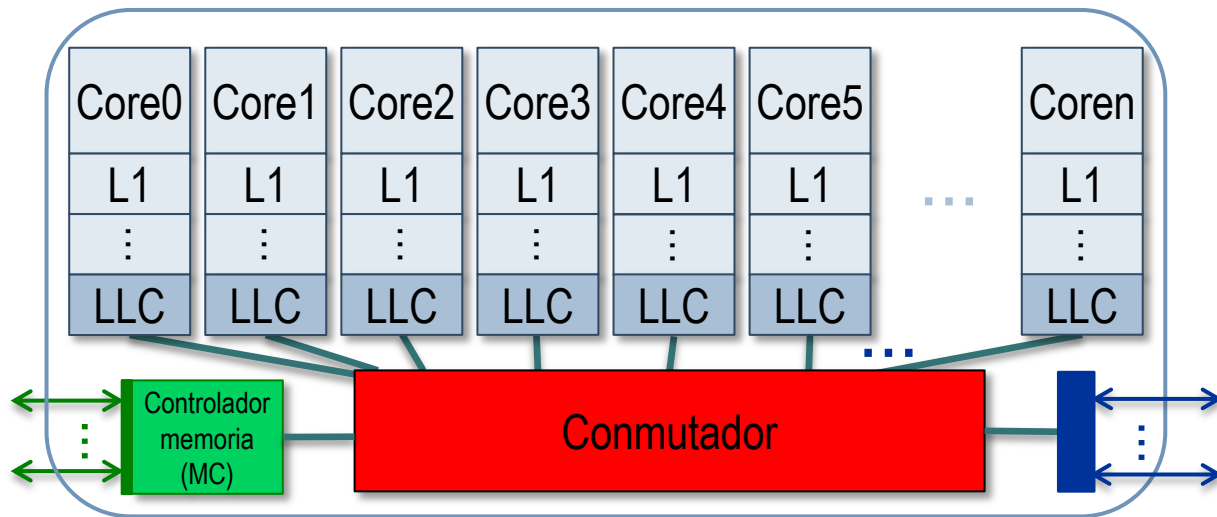 Core0 Core1 Core2 Core3 Core4 Core5 Coren
L1 L1 L1 L1 L1 L1 ... L1
⋮ ⋮ ⋮ ⋮ ⋮ ⋮ ⋮
LLC LLC LLC LLC LLC LLC LLC
...
Controlador
memoria
(MC)
Conmutador